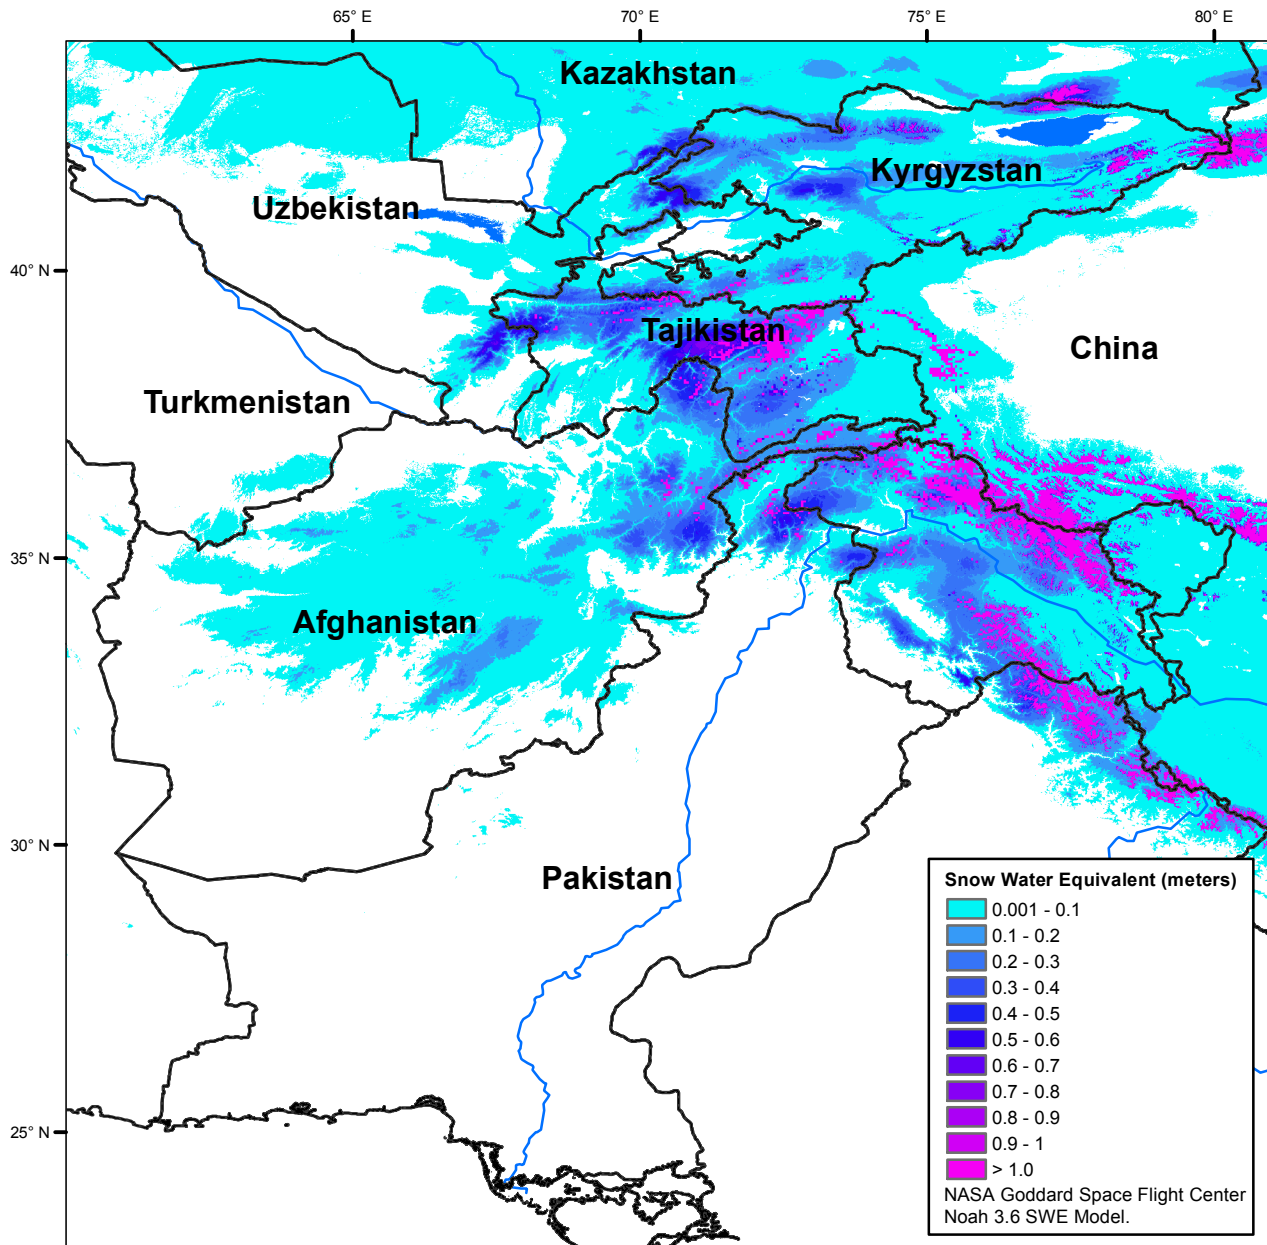 65° E
70° E
75° E
80° E
Kazakhstan
Kyrgyzstan
Uzbekistan
40° N
Tajikistan
China
Turkmenistan
35° N
Afghanistan
30° N
Pakistan
25° N
Snow Water Equivalent (meters)
0.001 - 0.1
0.1 - 0.2
0.2 - 0.3
0.3 - 0.4
0.4 - 0.5
0.5 - 0.6
0.6 - 0.7
0.7 - 0.8
0.8 - 0.9
0.9 - 1
> 1.0
NASA Goddard Space Flight Center
Noah 3.6 SWE Model.